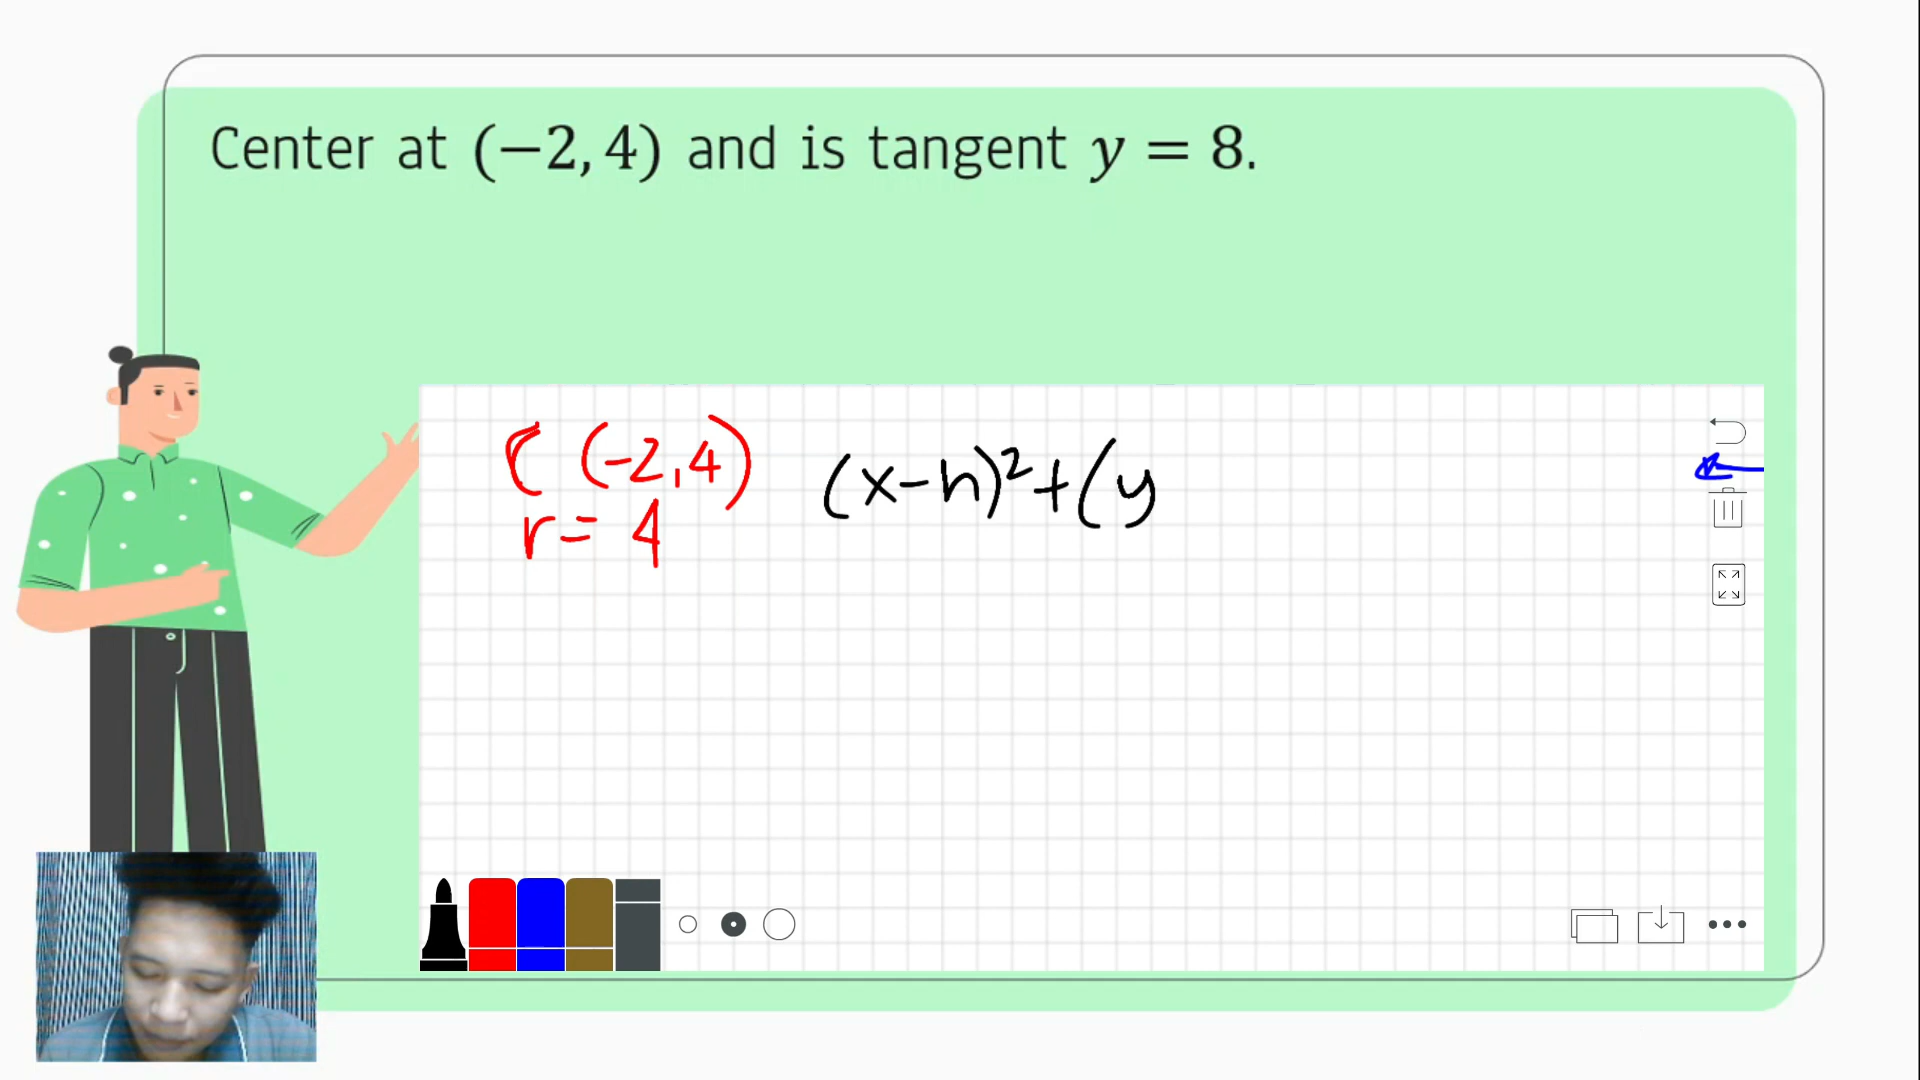 Center at (−2, 4) and is tangent y = 8.
C (-2,4)
r = 4
(x-h)²+(y